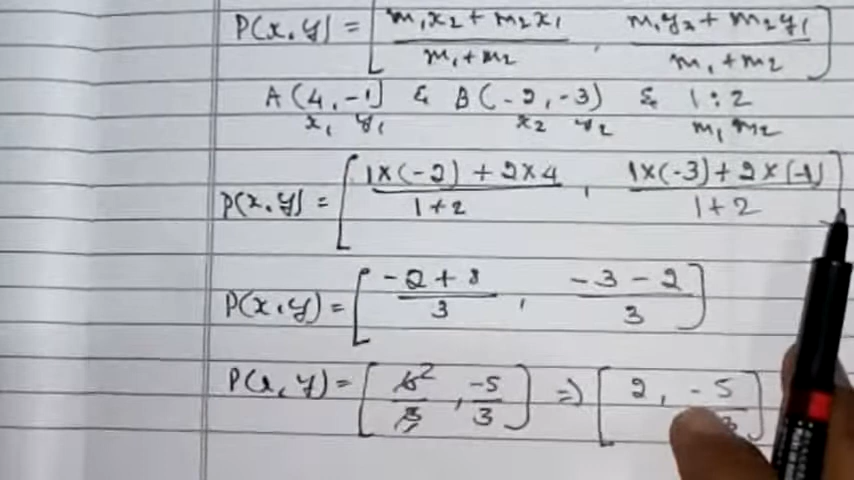 P(x,y) = [ m₁x₂ + m₂x₁ / m₁+m₂ , m₁y₂ + m₂y₁ / m₁+m₂ ]
A(4,-1) & B(-2,-3) & 1:2
x₁ y₁ x₂ y₂ m₁ m₂
P(x,y) = [ 1×(-2) + 2×4 / 1+2 , 1×(-3) + 2×(-1) / 1+2 ]
P(x,y) = [ -2+8 / 3 , -3-2 / 3 ]
P(x,y) = [ 6² / 3 , -5 / 3 ] ⇒ [ 2, -5 / 3 ]